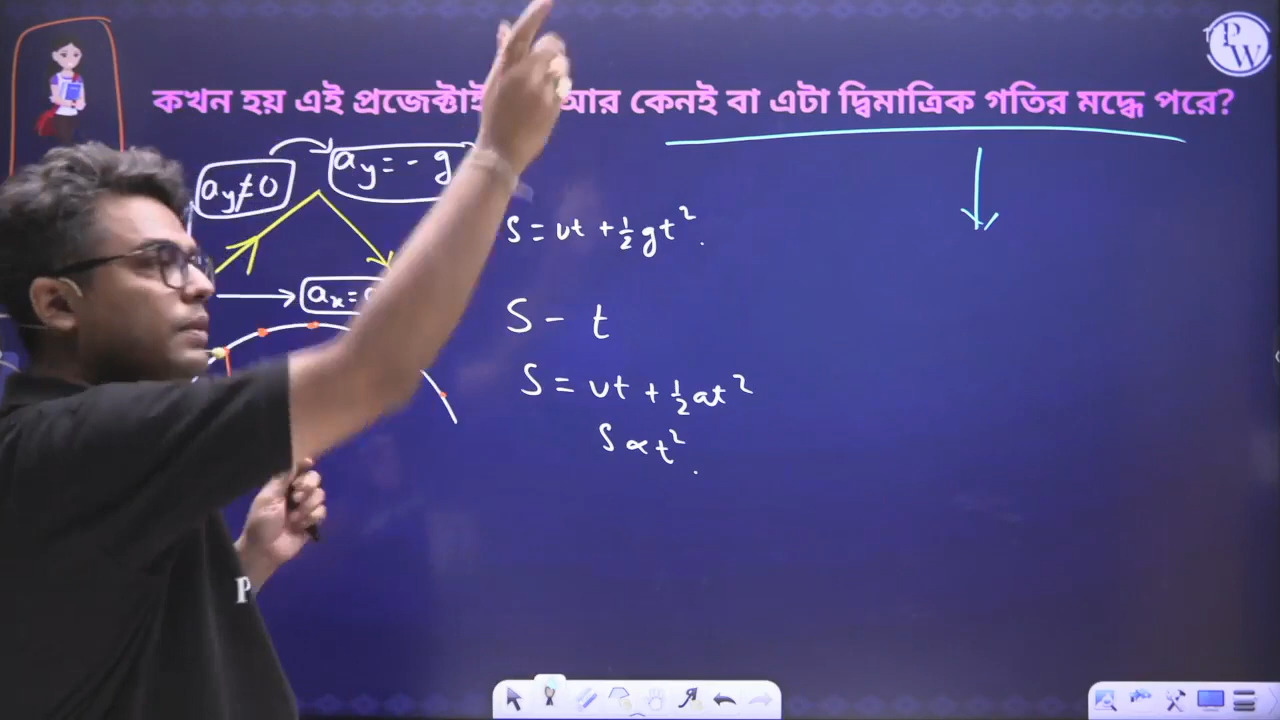 কখন হয় এই প্রজেক্টাই আর কেনই বা এটা দ্বিমাত্রিক গতির মদ্ধে পরে?
PW
ay≠0
ay=-g
S=ut+½gt².
ax=
S - t
S=ut+½at²
S∝t².
P